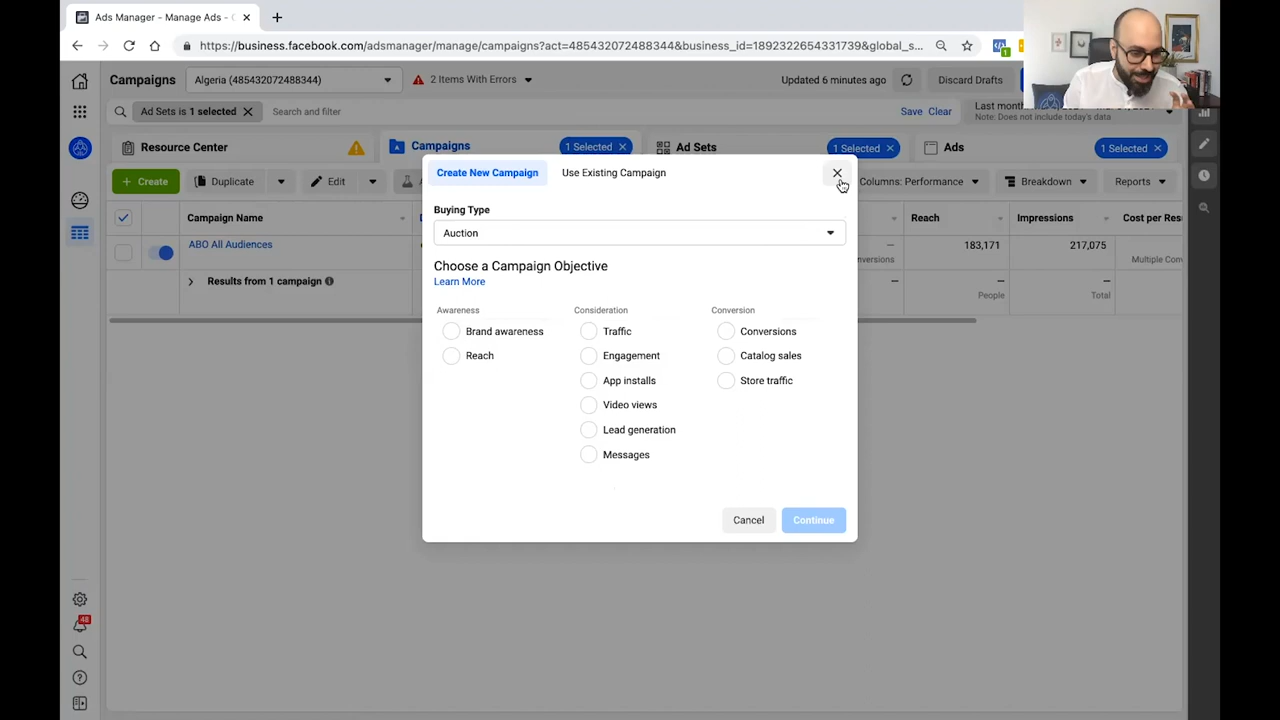 Ads Manager - Manage Ads - C
https://business.facebook.com/adsmanager/manage/campaigns?act=485432072488344&business_id=1892322654331739&global_s...
1
Campaigns
Algeria (485432072488344)
2 Items With Errors
Updated 6 minutes ago
Discard Drafts
Ad Sets is 1 selected
Search and filter
Save
Clear
Last month
Note: Does not include today's data
Resource Center
Campaigns
1 Selected
Ad Sets
1 Selected
Ads
1 Selected
+ Create
Duplicate
Edit
Columns: Performance
Breakdown
Reports
Campaign Name
Reach
Impressions
Cost per Res
ABO All Audiences
—
183,171
217,075
Multiple Conv
Results from 1 campaign
—
—
People
—
Total
—
Create New Campaign
Use Existing Campaign
Buying Type
Auction
Choose a Campaign Objective
Learn More
Awareness
Consideration
Conversion
Brand awareness
Traffic
Conversions
Reach
Engagement
Catalog sales
App installs
Store traffic
Video views
Lead generation
Messages
Cancel
Continue
48